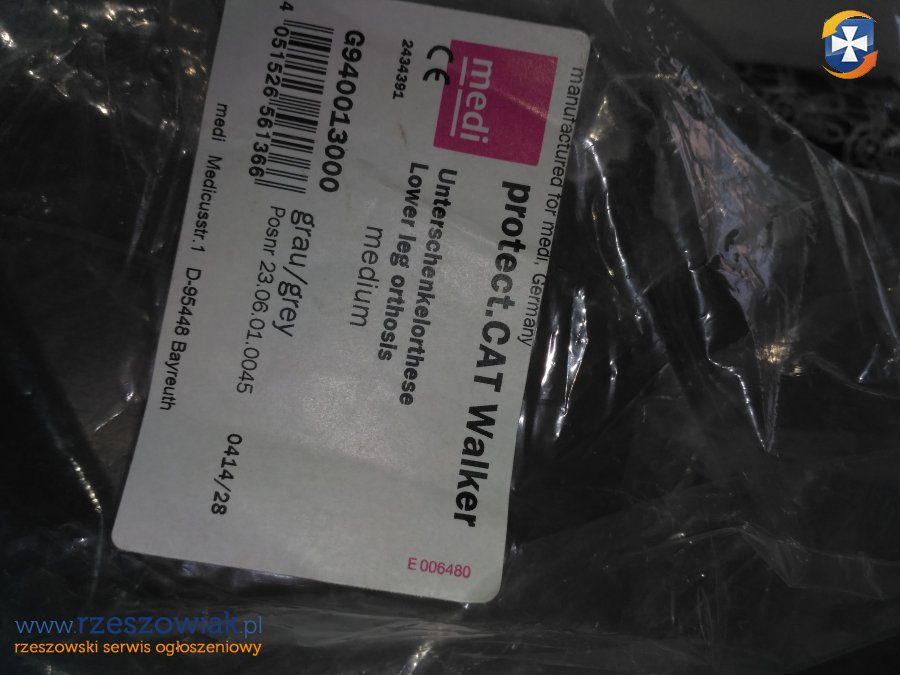 manufactured for medi, Germany
medi
protect.CAT Walker
CE
2434391
Unterschenkelorthese
Lower leg orthosis
medium
G940013000
4 051526 561366
grau/grey
Posnr 23.06.01.0045
medi Medicusstr.1 D-95448 Bayreuth
0414/28
E 006480
www.rzeszowiak.pl
rzeszowski serwis ogłoszeniowy